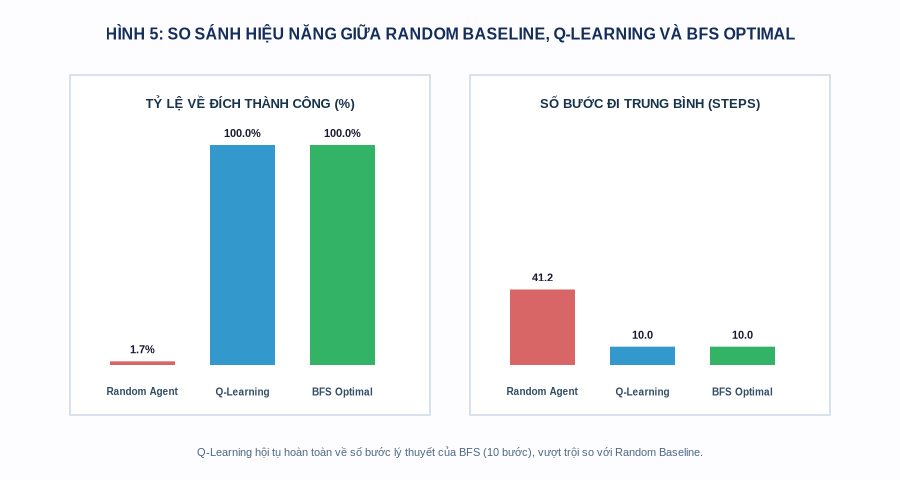 HÌNH 5: SO SÁNH HIỆU NĂNG GIỮA RANDOM BASELINE, Q-LEARNING VÀ BFS OPTIMAL
TỶ LỆ VỀ ĐÍCH THÀNH CÔNG (%)
100.0%
100.0%
1.7%
Random Agent
Q-Learning
BFS Optimal
SỐ BƯỚC ĐI TRUNG BÌNH (STEPS)
41.2
10.0
10.0
Random Agent
Q-Learning
BFS Optimal
Q-Learning hội tụ hoàn toàn về số bước lý thuyết của BFS (10 bước), vượt trội so với Random Baseline.